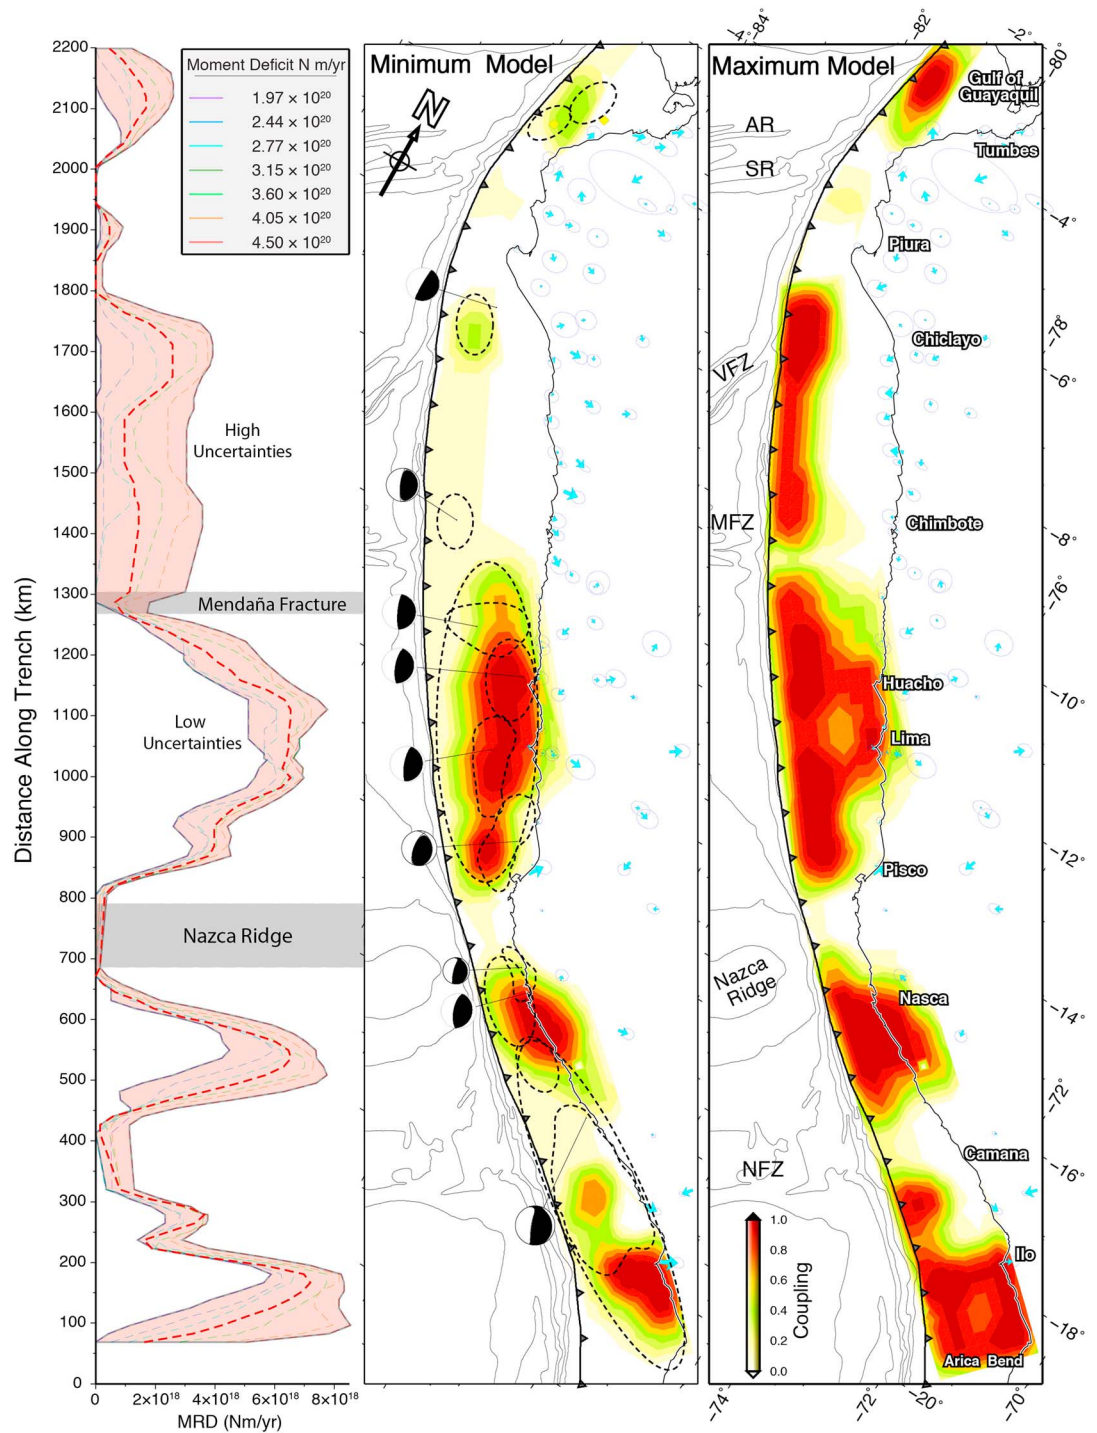 2200
2100
2000
1900
1800
1700
1600
1500
1400
1300
1200
1100
1000
900
800
700
600
500
400
300
200
100
0
Distance Along Trench (km)
Moment Deficit N m/yr
1.97 × 10²⁰
2.44 × 10²⁰
2.77 × 10²⁰
3.15 × 10²⁰
3.60 × 10²⁰
4.05 × 10²⁰
4.50 × 10²⁰
High
Uncertainties
Mendaña Fracture
Low
Uncertainties
Nazca Ridge
0
2×10¹⁸
4×10¹⁸
6×10¹⁸
8×10¹⁸
MRD (Nm/yr)
Minimum Model
N
Maximum Model
-4°
-84°
-82°
-2°
-80°
Gulf of
Guayaquil
AR
Tumbes
SR
-4°
Piura
-78°
Chiclayo
VFZ
-6°
MFZ
Chimbote
-8°
-76°
Huacho
-10°
Lima
-74°
-12°
Pisco
Nazca
Ridge
Nasca
-14°
-72°
Camana
NFZ
-16°
1.0
0.8
0.6
0.4
0.2
0.0
Coupling
Ilo
-18°
Arica Bend
-74°
-72°
-20°
-70°